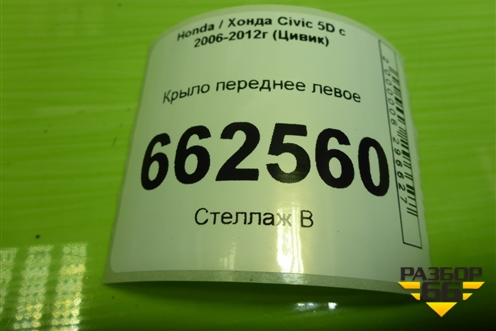 Honda / Хонда Civic 5D с
2006-2012г (Цивик)
Крыло переднее левое
662560
Стеллаж В
РАЗБОР
66